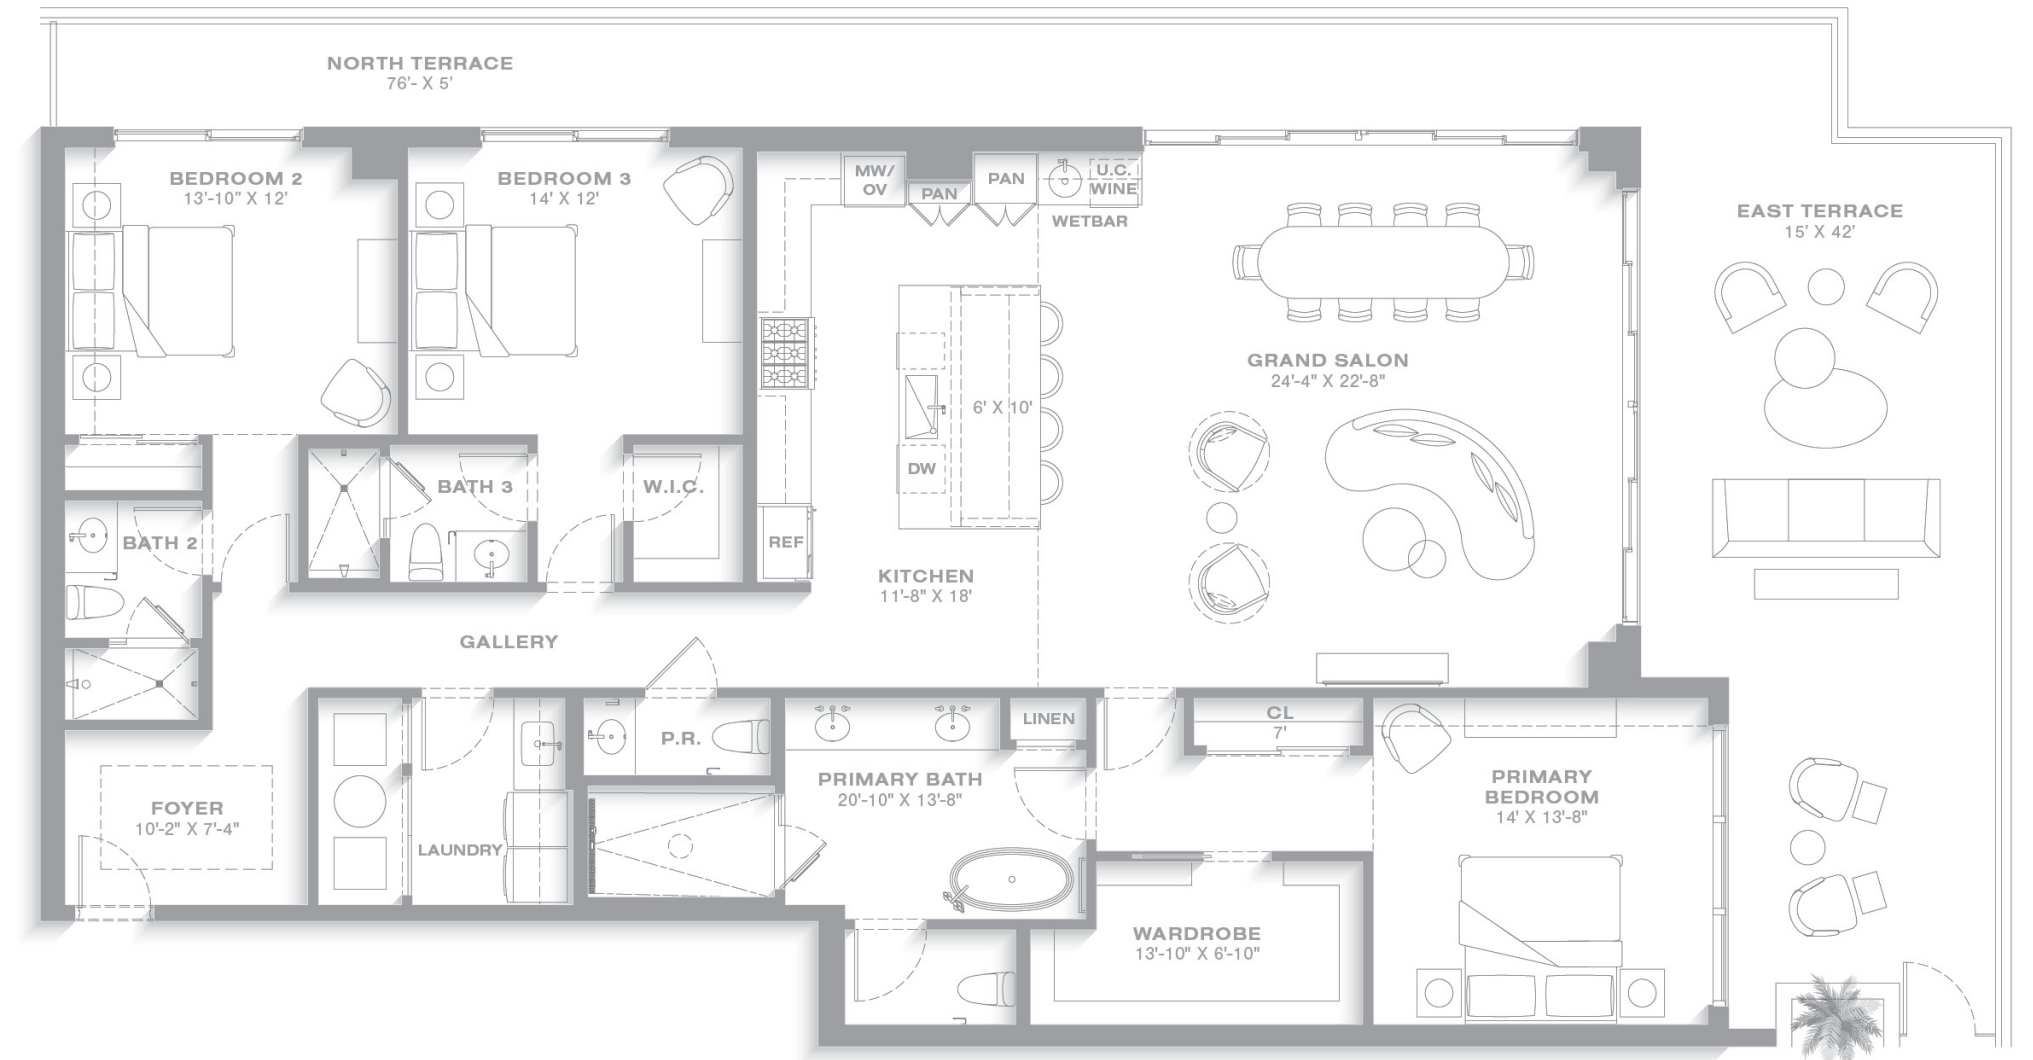 NORTH TERRACE
76'- X 5'
BEDROOM 2
13'-10" X 12'
BEDROOM 3
14' X 12'
MW/
OV
PAN
PAN
U.C.
WINE
WETBAR
EAST TERRACE
15' X 42'
GRAND SALON
24'-4" X 22'-8"
6' X 10'
DW
BATH 3
W.I.C.
BATH 2
REF
KITCHEN
11'-8" X 18'
GALLERY
LINEN
CL
7'
P.R.
PRIMARY BATH
20'-10" X 13'-8"
PRIMARY
BEDROOM
14' X 13'-8"
FOYER
10'-2" X 7'-4"
LAUNDRY
WARDROBE
13'-10" X 6'-10"